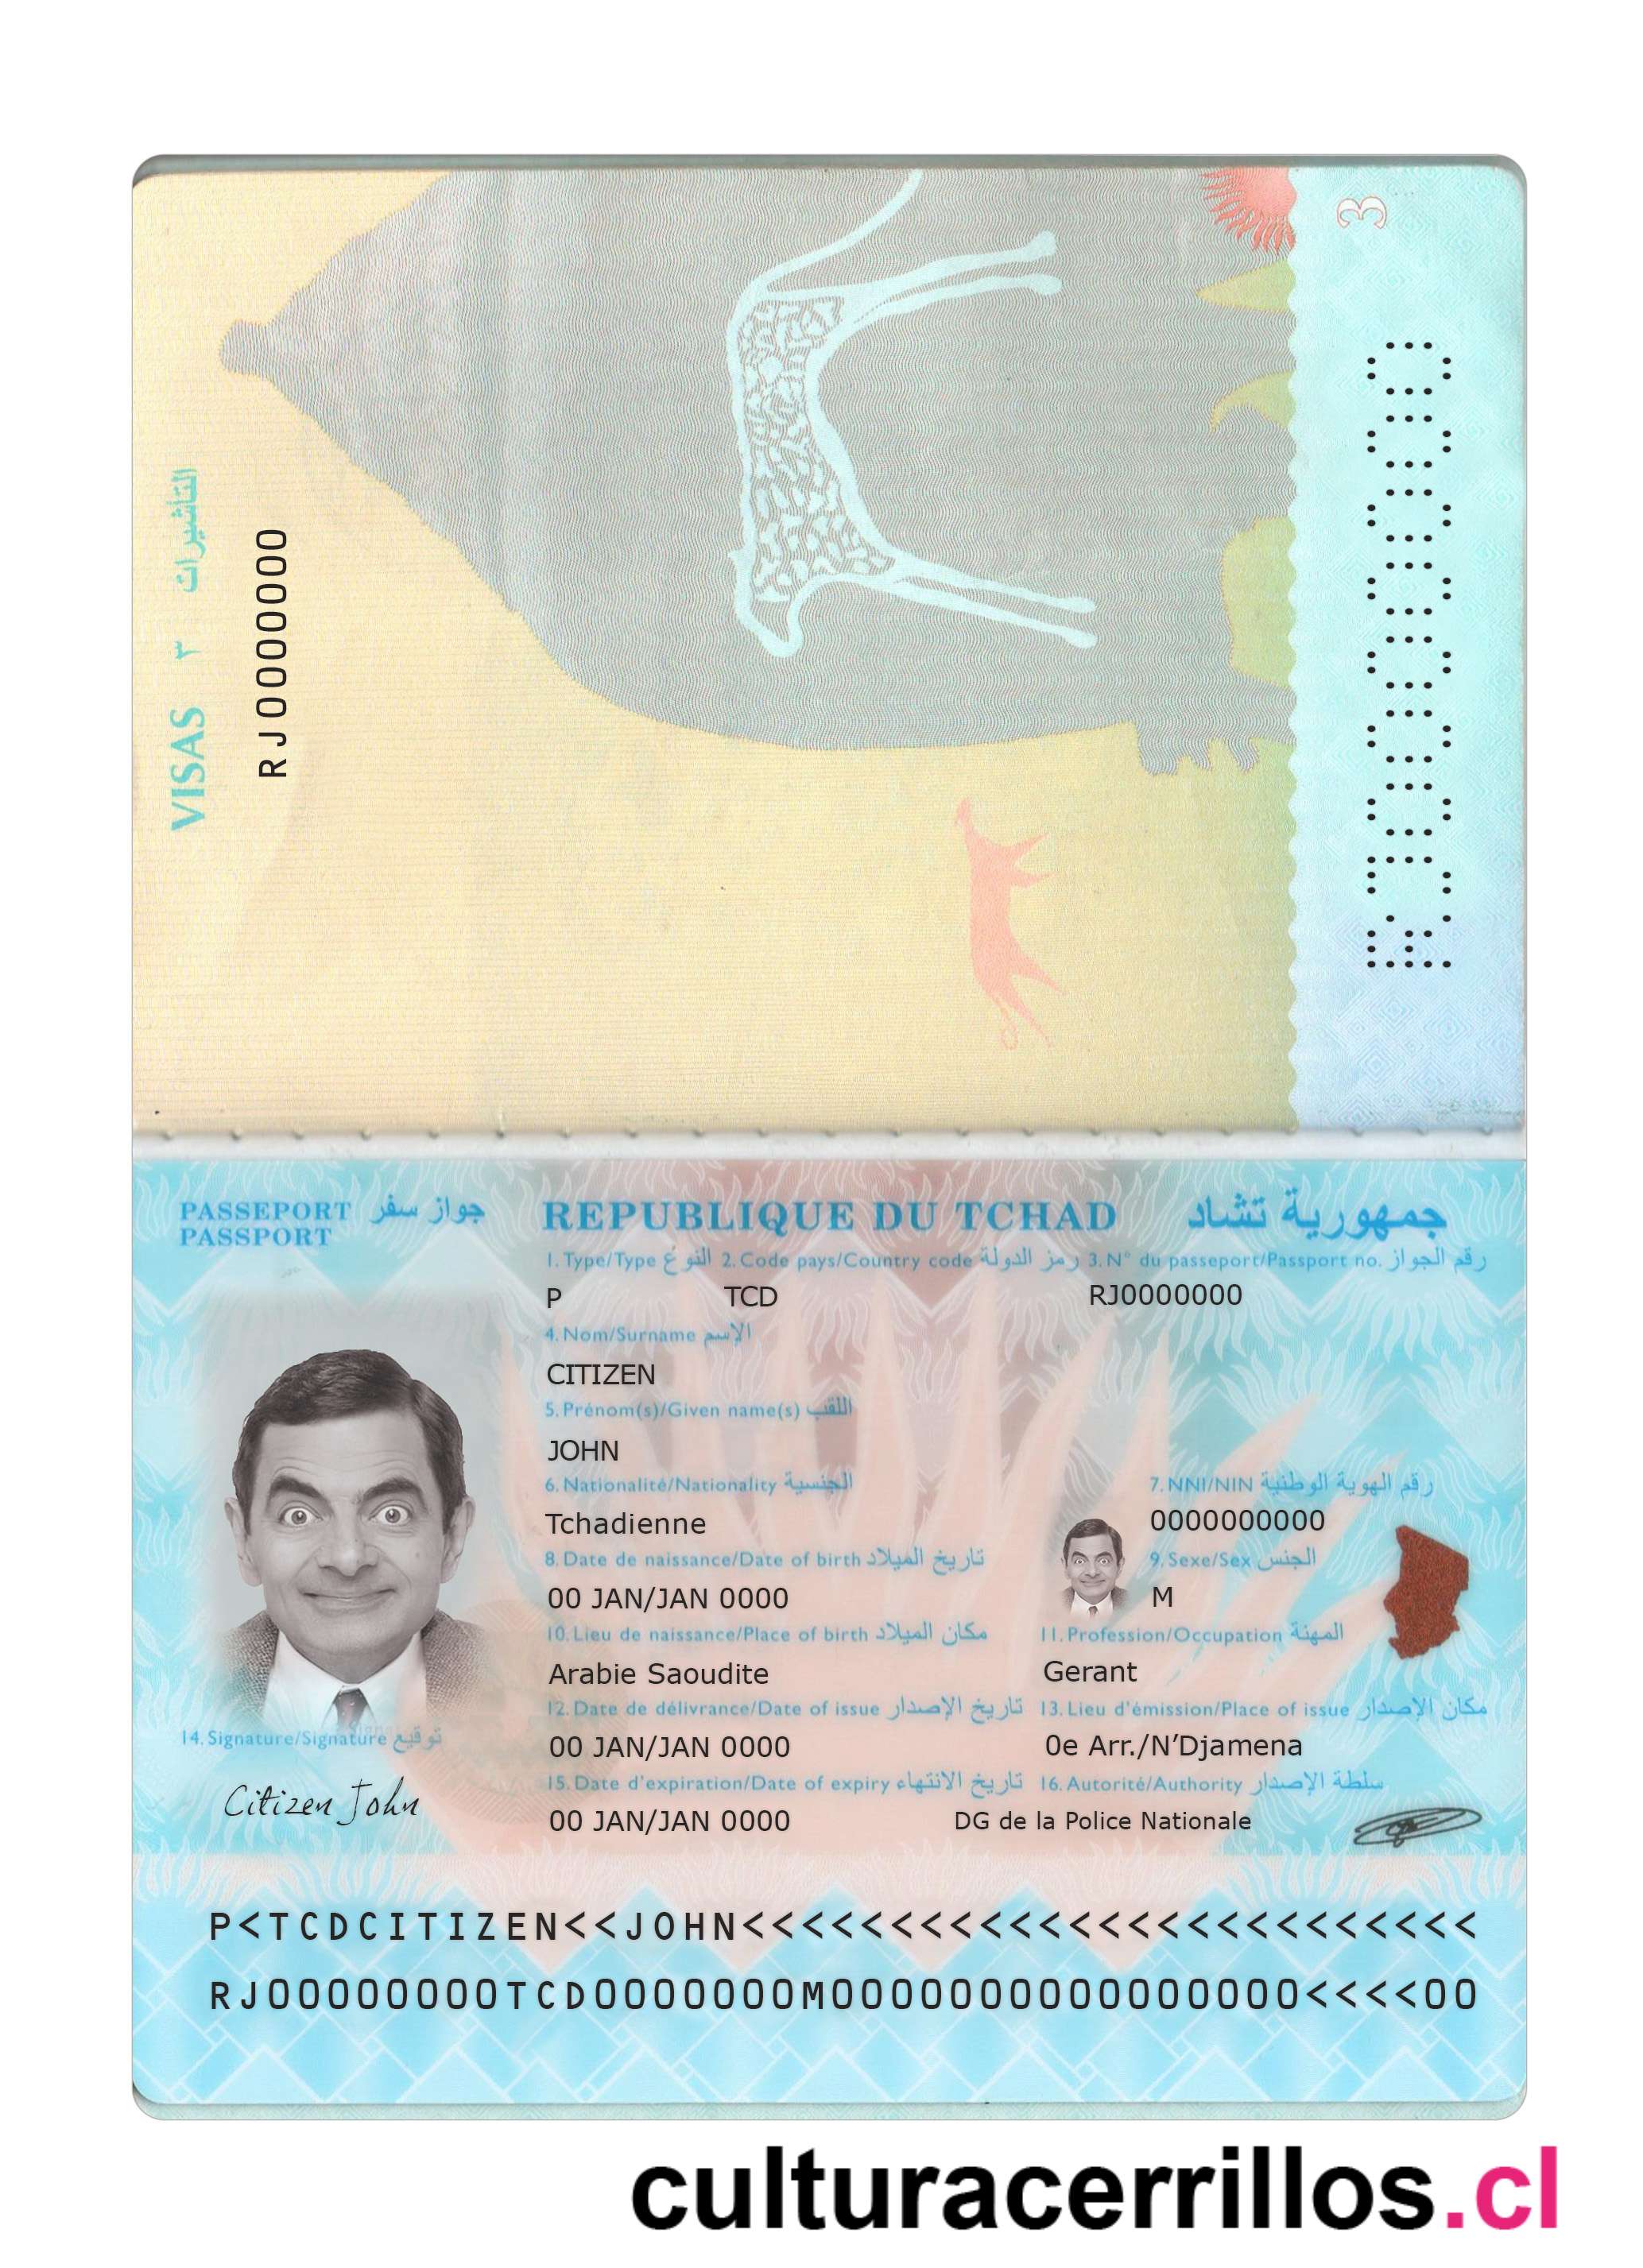 3
التأشيرات
٣
VISAS
RJ0000000
RJ0000000
PASSEPORT جواز سفر
PASSPORT
REPUBLIQUE DU TCHAD جمهورية تشاد
1. Type/Type النوع 2. Code pays/Country code رمز الدولة 3. N° du passeport/Passport no. رقم الجواز
P TCD RJ0000000
4. Nom/Surname الإسم
CITIZEN
5. Prénom(s)/Given name(s) اللقب
JOHN
6. Nationalité/Nationality الجنسية 7. NNI/NIN رقم الهوية الوطنية
Tchadienne 0000000000
8. Date de naissance/Date of birth تاريخ الميلاد 9. Sexe/Sex الجنس
00 JAN/JAN 0000 M
10. Lieu de naissance/Place of birth مكان الميلاد 11. Profession/Occupation المهنة
Arabie Saoudite Gerant
12. Date de délivrance/Date of issue تاريخ الإصدار 13. Lieu d'émission/Place of issue مكان الإصدار
00 JAN/JAN 0000 0e Arr./N’Djamena
14. Signature/Signature توقيع
15. Date d'expiration/Date of expiry تاريخ الانتهاء 16. Autorité/Authority سلطة الإصدار
Citizen John
00 JAN/JAN 0000 DG de la Police Nationale
P<TCDCITIZEN<<JOHN<<<<<<<<<<<<<<<<<<<<<<<<<
RJ00000000TCD0000000M0000000000000000<<<<00
culturacerrillos.cl